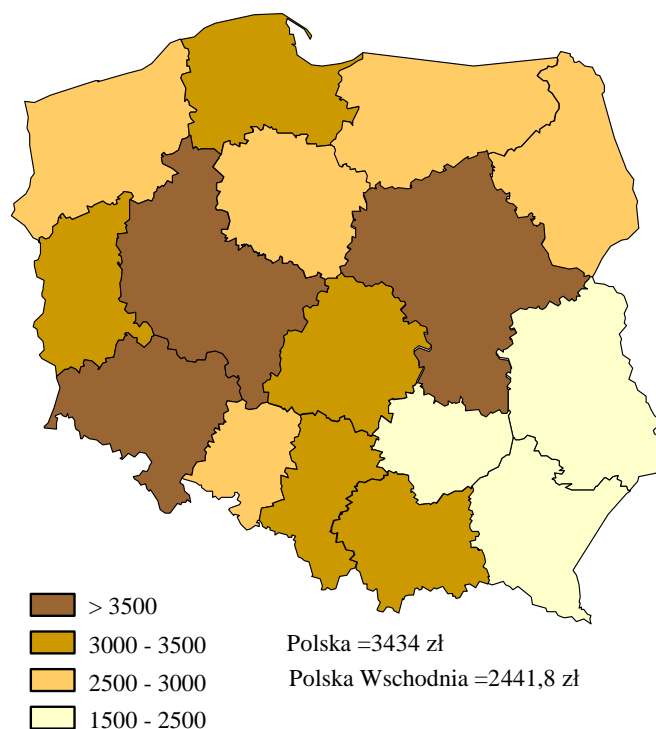 > 3500
3000 - 3500
2500 - 3000
1500 - 2500
Polska =3434 zł
Polska Wschodnia =2441,8 zł